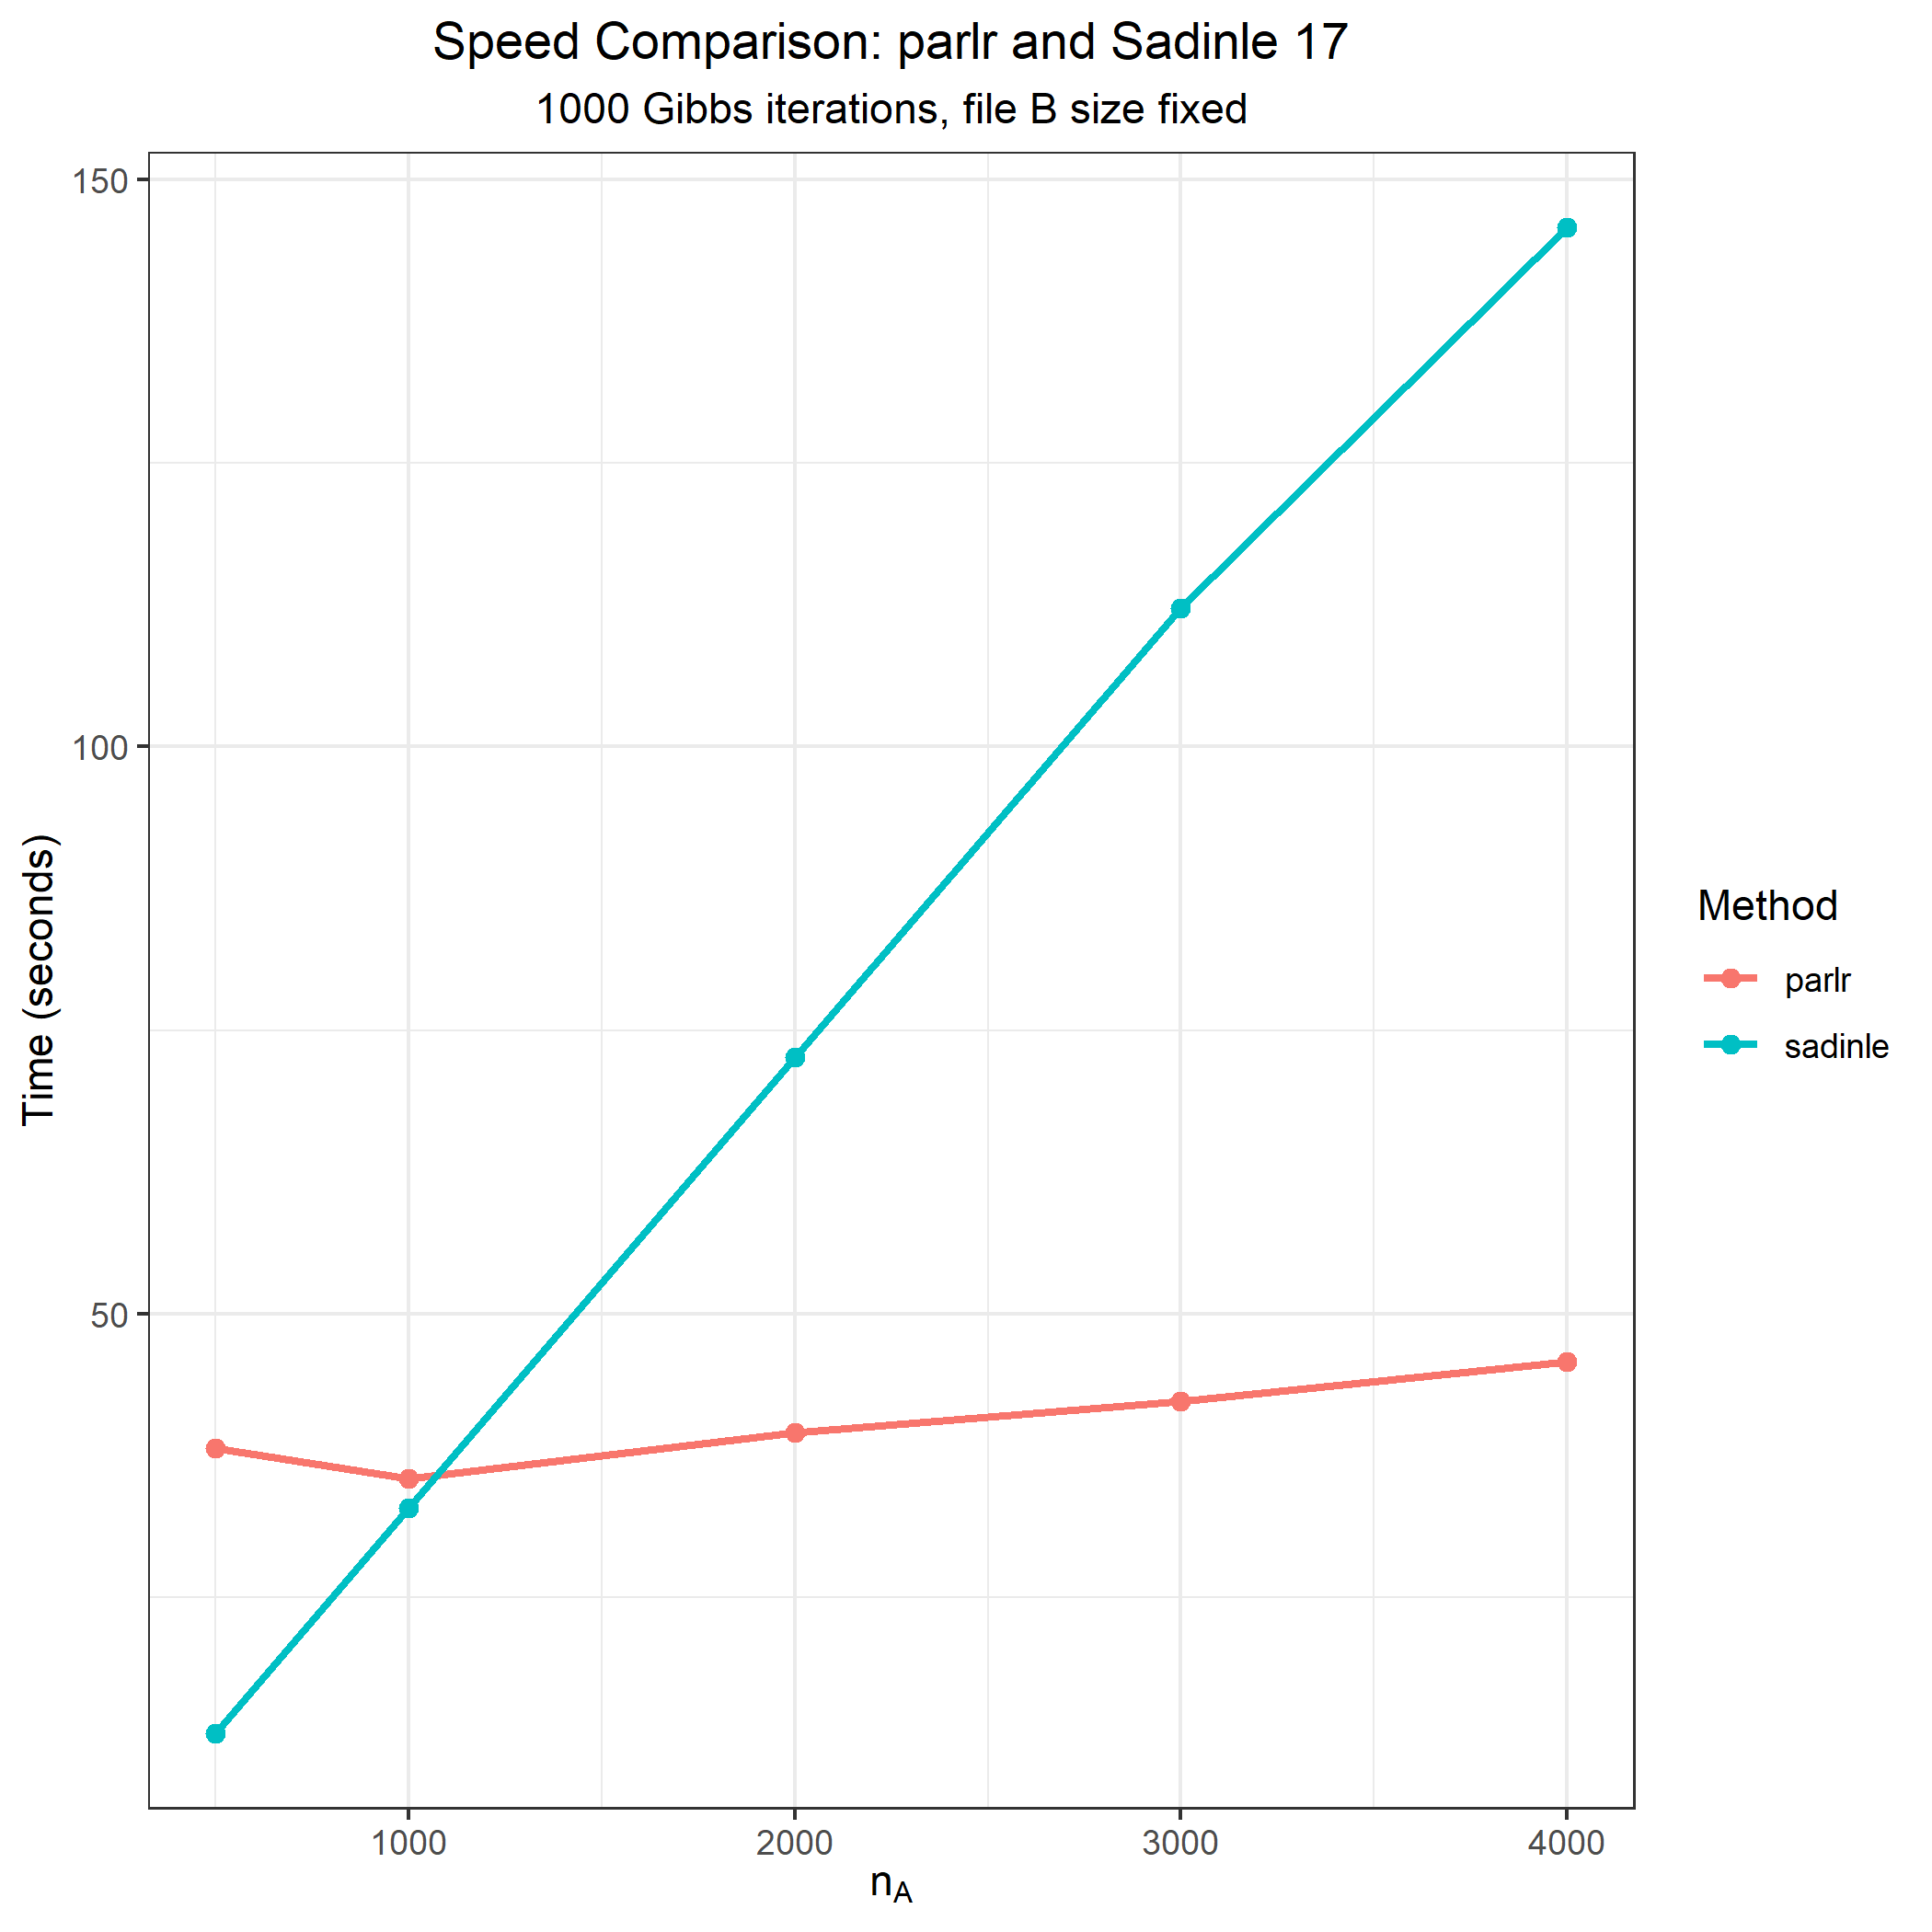 Speed Comparison: parlr and Sadinle 17
1000 Gibbs iterations, file B size fixed
150
100
50
Time (seconds)
1000 2000 3000 4000
nA
Method
parlr
sadinle